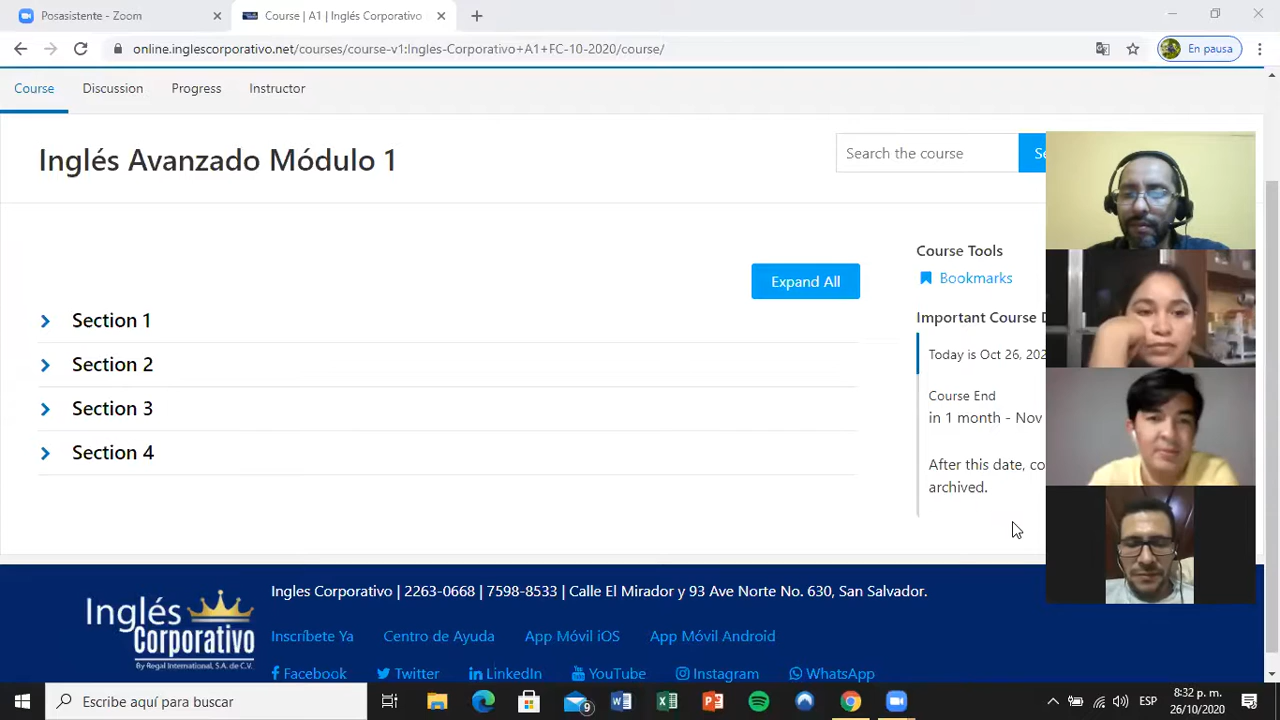 Posasistente - Zoom
Course | A1 | Inglés Corporativo
online.inglescorporativo.net/courses/course-v1:Ingles-Corporativo+A1+FC-10-2020/course/
En pausa
Course
Discussion
Progress
Instructor
Inglés Avanzado Módulo 1
Search the course
Se
Course Tools
Bookmarks
Expand All
Important Course D
Section 1
Section 2
Section 3
Section 4
Today is Oct 26, 202
Course End
in 1 month - Nov
After this date, co
archived.
Inglés
Corporativo
By Regal International, S.A. de C.V.
Ingles Corporativo | 2263-0668 | 7598-8533 | Calle El Mirador y 93 Ave Norte No. 630, San Salvador.
Inscríbete Ya
Centro de Ayuda
App Móvil iOS
App Móvil Android
Facebook
Twitter
LinkedIn
YouTube
Instagram
WhatsApp
Escribe aquí para buscar
9
ESP
8:32 p. m.
26/10/2020